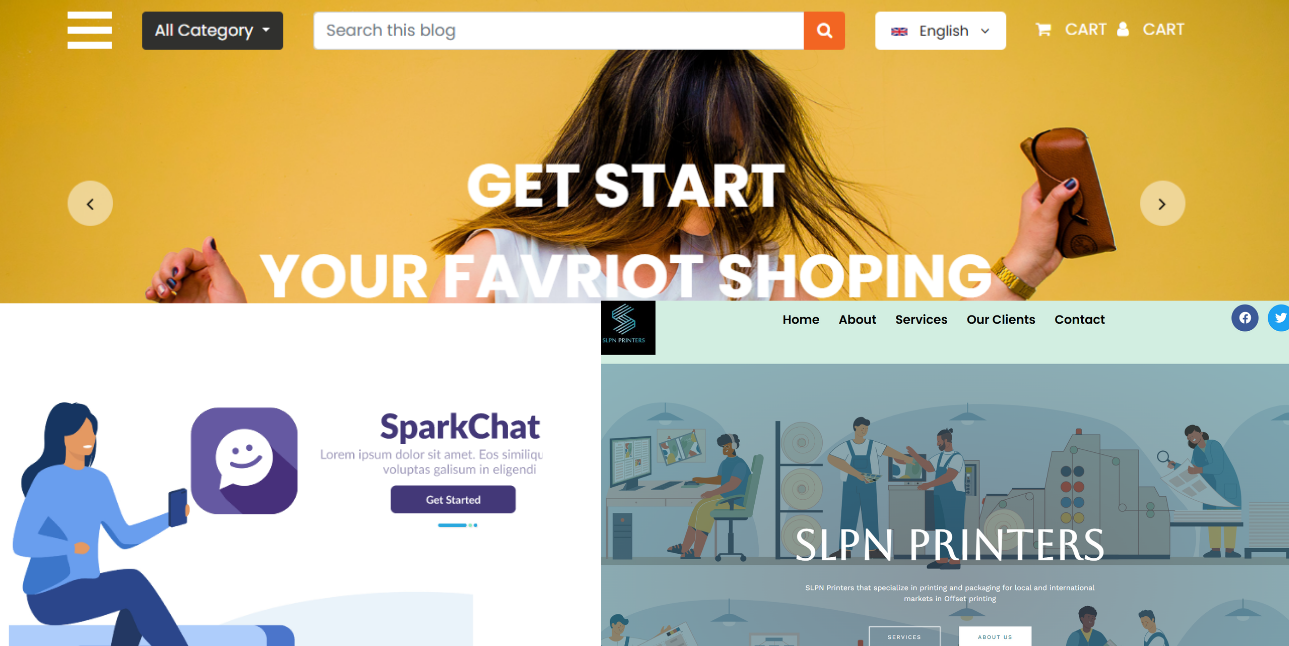 All Category
Search this blog
English
CART
CART
GET START
YOUR FAVRIOT SHOPING
SLPN PRINTERS
Home
About
Services
Our Clients
Contact
SparkChat
Lorem ipsum dolor sit amet. Eos similiqu
voluptas galisum in eligendi
Get Started
SLPN PRINTERS
SLPN Printers that specialize in printing and packaging for local and international
markets in Offset printing
SERVICES
ABOUT US